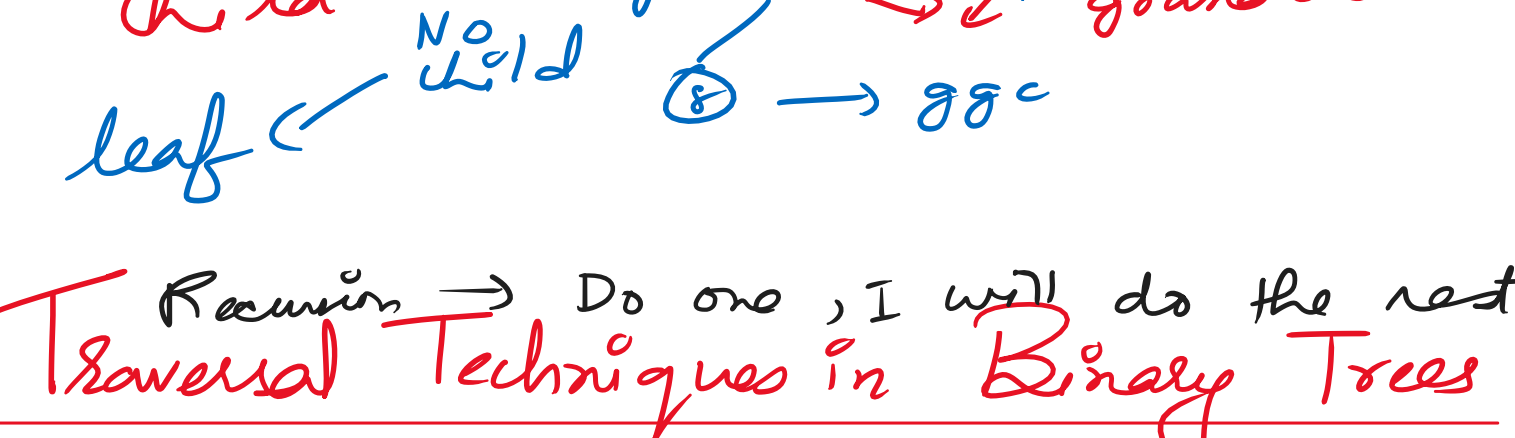 No
child
leaf
8 → ggc
Recursion → Do one, I will do the rest
Traversal Techniques in Binary Trees